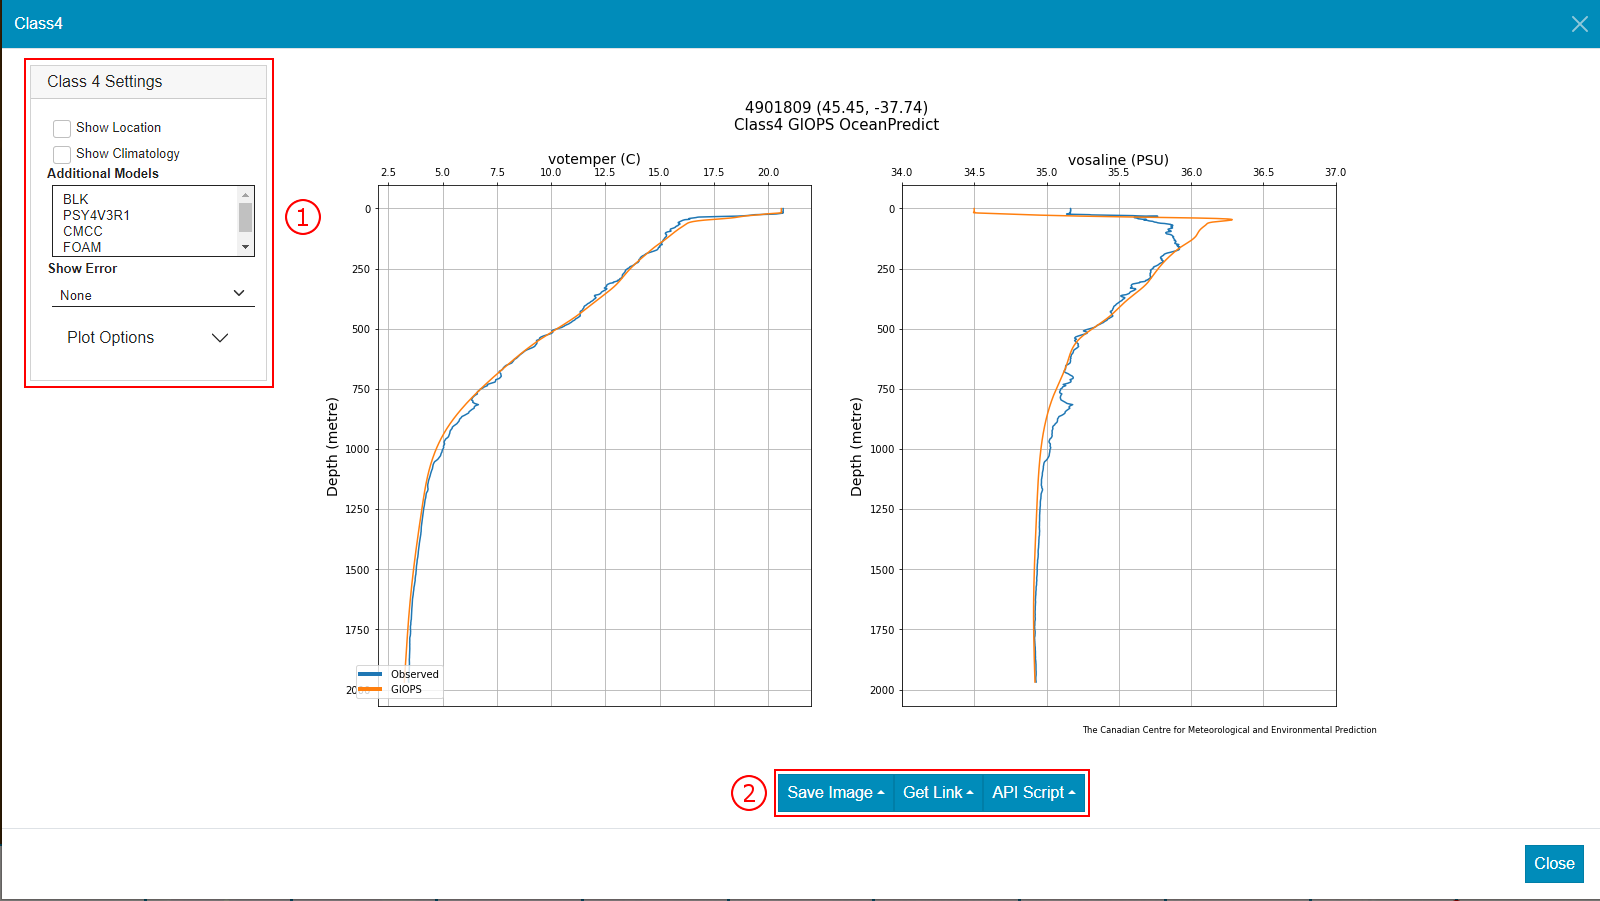 Class4
Class 4 Settings
Show Location
Show Climatology
Additional Models
BLK
PSY4V3R1
CMCC
FOAM
Show Error
None
Plot Options
1
4901809 (45.45, -37.74)
Class4 GIOPS OceanPredict
votemper (C)
2.5 5.0 7.5 10.0 12.5 15.0 17.5 20.0
0
250
500
750
1000
1250
1500
1750
Depth (metre)
Observed
GIOPS
vosaline (PSU)
34.0 34.5 35.0 35.5 36.0 36.5 37.0
0
250
500
750
1000
1250
1500
1750
2000
Depth (metre)
The Canadian Centre for Meteorological and Environmental Prediction
2
Save Image Get Link API Script
Close